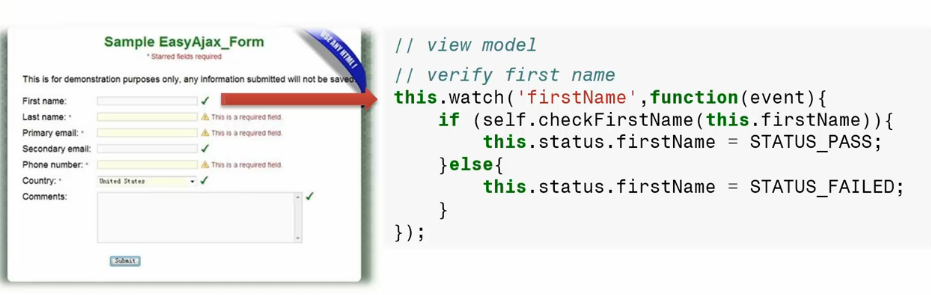 Sample EasyAjax_Form
* Starred fields required
USE ANY HTML!
This is for demonstration purposes only, any information submitted will not be saved.
First name:
Last name: *
This is a required field.
Primary email: *
This is a required field.
Secondary email:
Phone number: *
This is a required field.
Country: *
United States
Comments:
Submit
// view model
// verify first name
this.watch('firstName',function(event){
    if (self.checkFirstName(this.firstName)){
        this.status.firstName = STATUS_PASS;
    }else{
        this.status.firstName = STATUS_FAILED;
    }
});